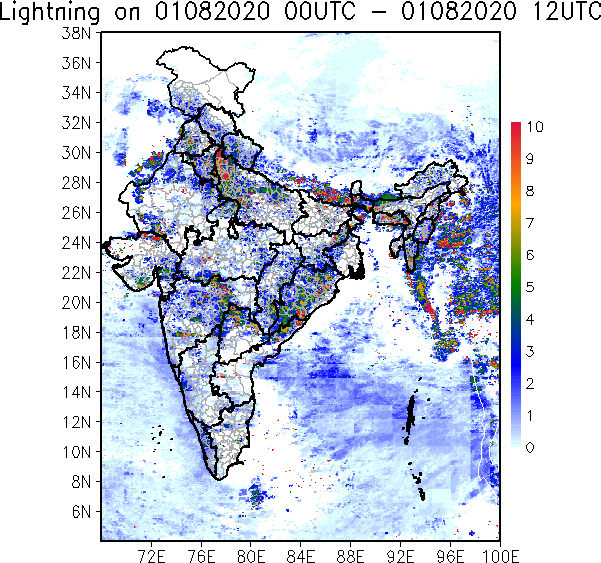 Lightning on 01082020 00UTC – 01082020 12UTC
38N
36N
34N
32N
30N
28N
26N
24N
22N
20N
18N
16N
14N
12N
10N
8N
6N
72E 76E 80E 84E 88E 92E 96E 100E
10
9
8
7
6
5
4
3
2
1
0